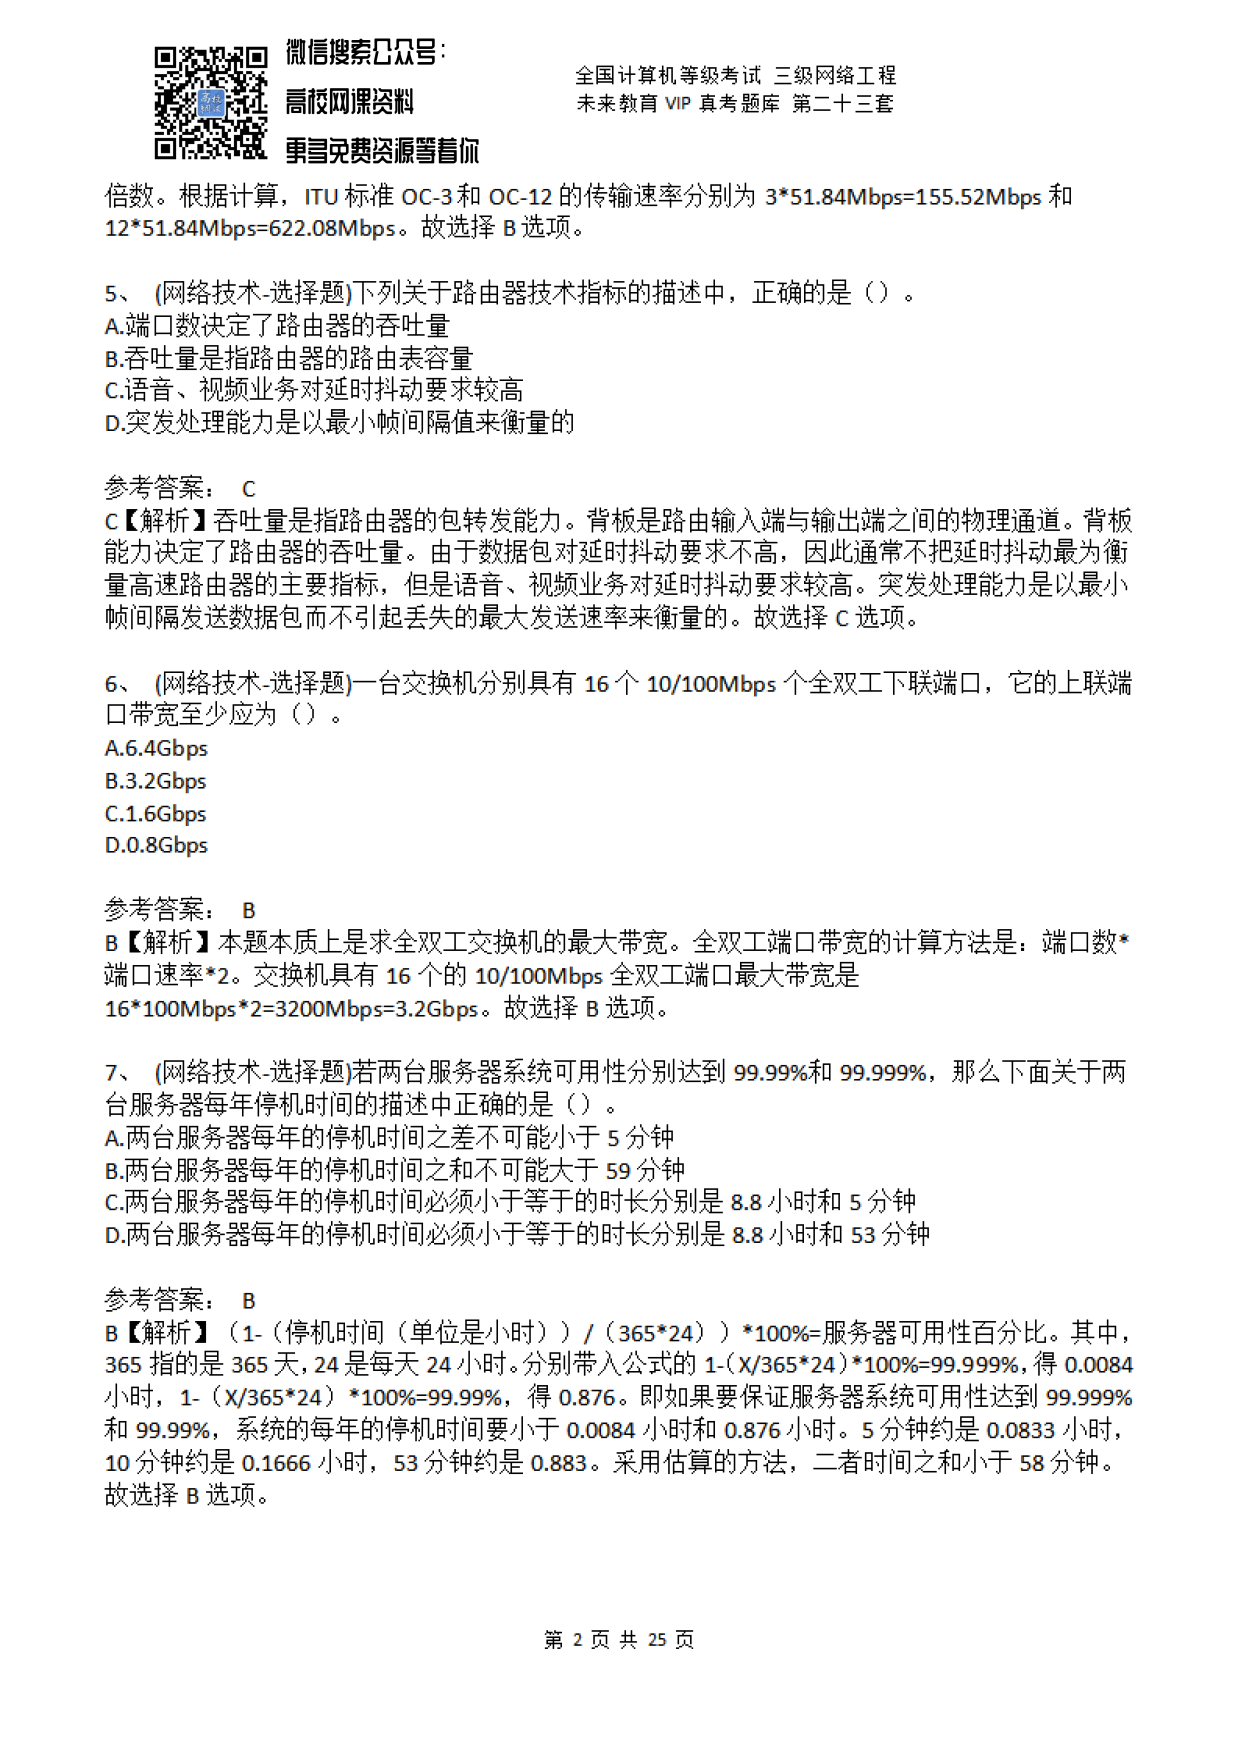 微信搜索公众号：
高校网课资料
更多免费资源等着你
全国计算机等级考试 三级网络工程
未来教育 VIP 真考题库 第二十三套
倍数。根据计算，ITU 标准 OC-3 和 OC-12 的传输速率分别为 3*51.84Mbps=155.52Mbps 和
12*51.84Mbps=622.08Mbps。故选择 B 选项。
5、 (网络技术-选择题)下列关于路由器技术指标的描述中，正确的是（）。
A.端口数决定了路由器的吞吐量
B.吞吐量是指路由器的路由表容量
C.语音、视频业务对延时抖动要求较高
D.突发处理能力是以最小帧间隔值来衡量的
参考答案： C
C【解析】吞吐量是指路由器的包转发能力。背板是路由输入端与输出端之间的物理通道。背板
能力决定了路由器的吞吐量。由于数据包对延时抖动要求不高，因此通常不把延时抖动最为衡
量高速路由器的主要指标，但是语音、视频业务对延时抖动要求较高。突发处理能力是以最小
帧间隔发送数据包而不引起丢失的最大发送速率来衡量的。故选择 C 选项。
6、 (网络技术-选择题)一台交换机分别具有 16 个 10/100Mbps 个全双工下联端口，它的上联端
口带宽至少应为（）。
A.6.4Gbps
B.3.2Gbps
C.1.6Gbps
D.0.8Gbps
参考答案： B
B【解析】本题本质上是求全双工交换机的最大带宽。全双工端口带宽的计算方法是：端口数*
端口速率*2。交换机具有 16 个的 10/100Mbps 全双工端口最大带宽是
16*100Mbps*2=3200Mbps=3.2Gbps。故选择 B 选项。
7、 (网络技术-选择题)若两台服务器系统可用性分别达到 99.99%和 99.999%，那么下面关于两
台服务器每年停机时间的描述中正确的是（）。
A.两台服务器每年的停机时间之差不可能小于 5 分钟
B.两台服务器每年的停机时间之和不可能大于 59 分钟
C.两台服务器每年的停机时间必须小于等于的时长分别是 8.8 小时和 5 分钟
D.两台服务器每年的停机时间必须小于等于的时长分别是 8.8 小时和 53 分钟
参考答案： B
B【解析】（1-（停机时间（单位是小时））/（365*24））*100%=服务器可用性百分比。其中，
365 指的是 365 天，24 是每天 24 小时。分别带入公式的 1-（X/365*24）*100%=99.999%，得 0.0084
小时，1-（X/365*24）*100%=99.99%，得 0.876。即如果要保证服务器系统可用性达到 99.999%
和 99.99%，系统的每年的停机时间要小于 0.0084 小时和 0.876 小时。5 分钟约是 0.0833 小时，
10 分钟约是 0.1666 小时，53 分钟约是 0.883。采用估算的方法，二者时间之和小于 58 分钟。
故选择 B 选项。
第 2 页 共 25 页